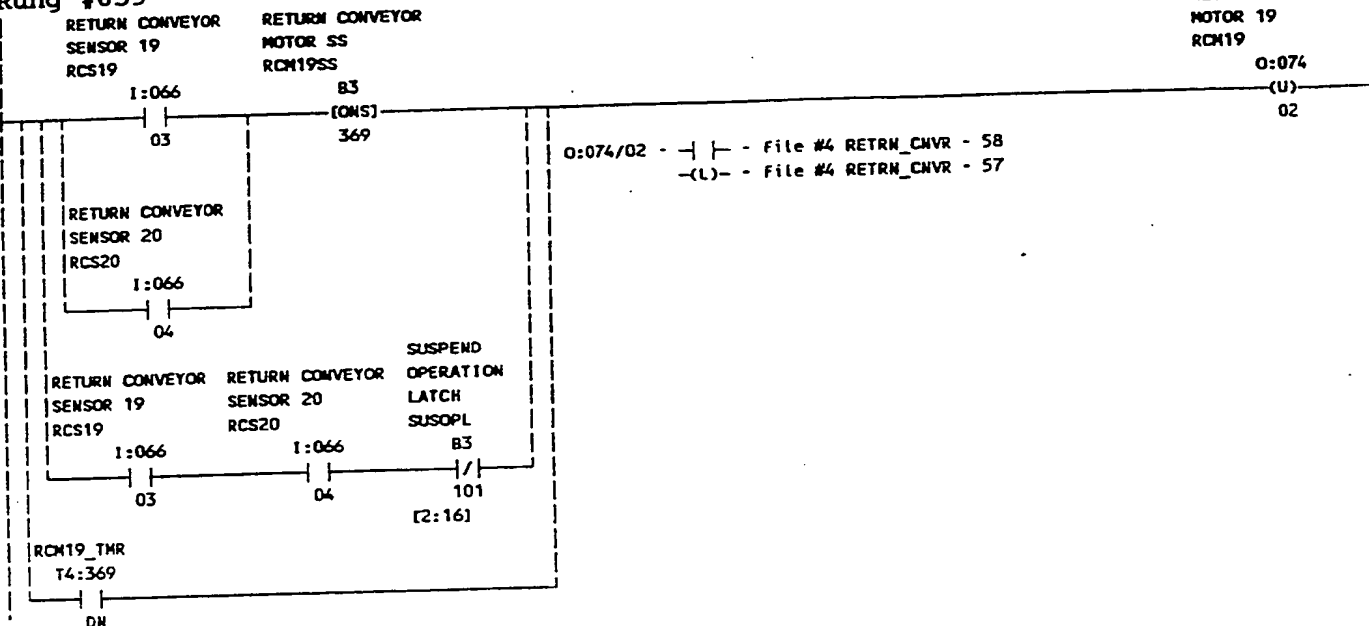 Rung #059
RETURN CONVEYOR RETURN CONVEYOR MOTOR 19
SENSOR 19 MOTOR SS RCM19
RCS19 RCM19SS O:074
I:066 B3 (U)
[ONS] 02
03 369
O:074/02 - -| |- - File #4 RETRN_CNVR - 58
-(L)- - File #4 RETRN_CNVR - 57
RETURN CONVEYOR
SENSOR 20
RCS20
I:066
04
SUSPEND
RETURN CONVEYOR RETURN CONVEYOR OPERATION
SENSOR 19 SENSOR 20 LATCH
RCS19 RCS20 SUSOPL
I:066 I:066 B3
03 04 101
[2:16]
RCM19_TMR
T4:369
DN